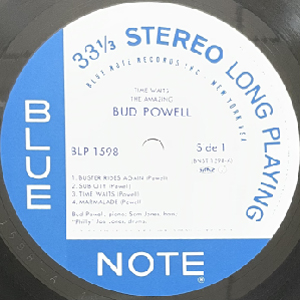 33⅓ STEREO LONG PLAYING
BLUE NOTE RECORDS INC., NEW YORK USA
TIME WAITS
THE AMAZING
BUD POWELL
BLP 1598
Side 1
1. BUSTER RIDES AGAIN (Powell)
2. SUB CITY (Powell)
3. TIME WAITS (Powell)
4. MARMALADE (Powell)
Bud Powell, piano; Sam Jones, bass;
"Philly" Joe Jones, drums.
BLUE
NOTE